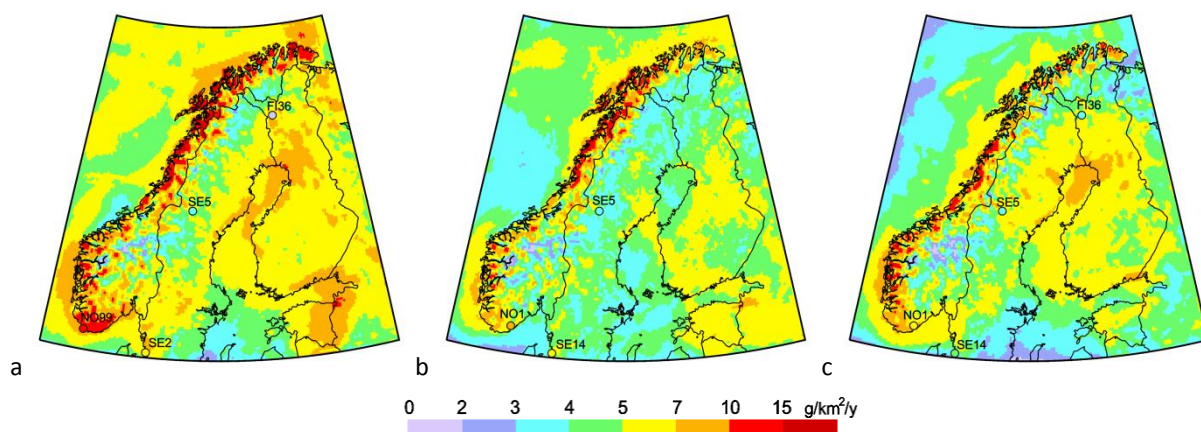 FI36
SE5
NO99
SE2
a
SE5
NO1
SE14
b
FI36
SE5
NO1
SE14
c
0 2 3 4 5 7 10 15 g/km²/y